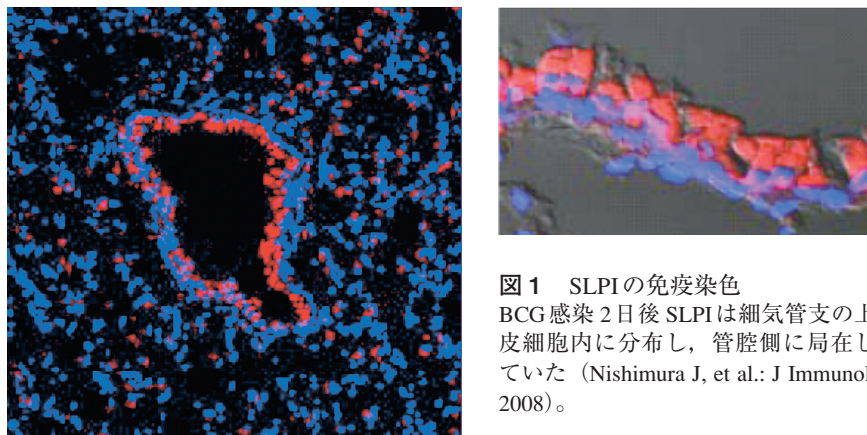 図 1 SLPIの免疫染色
BCG感染 2日後 SLPIは細気管支の上
皮細胞内に分布し，管腔側に局在し
ていた（Nishimura J, et al.: J Immunol
2008）。